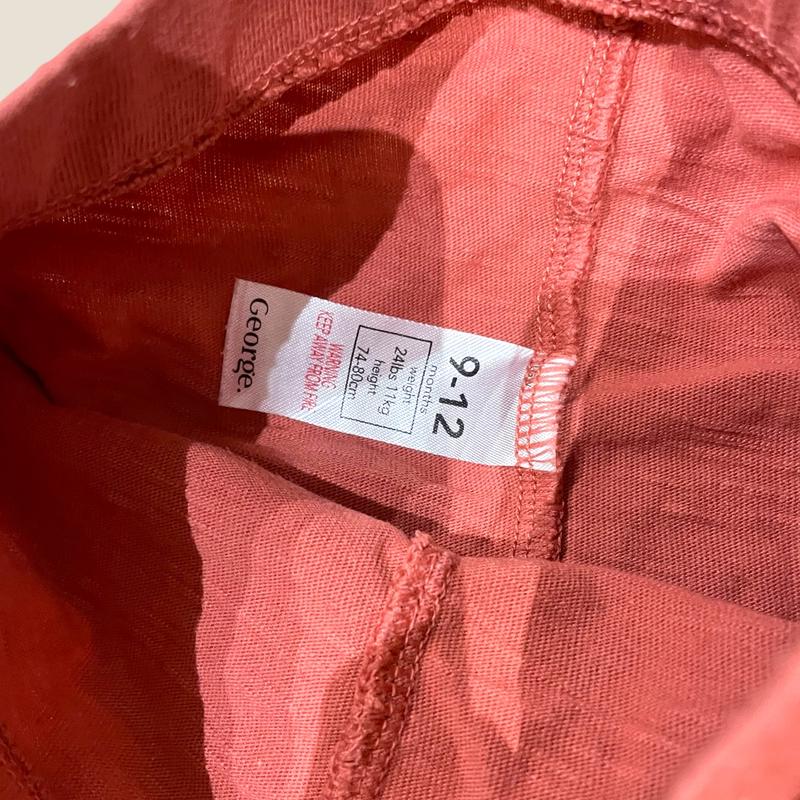 9-12
months
weight
24lbs 11kg
height
74-80cm
WARNING
KEEP AWAY FROM FIRE
George.